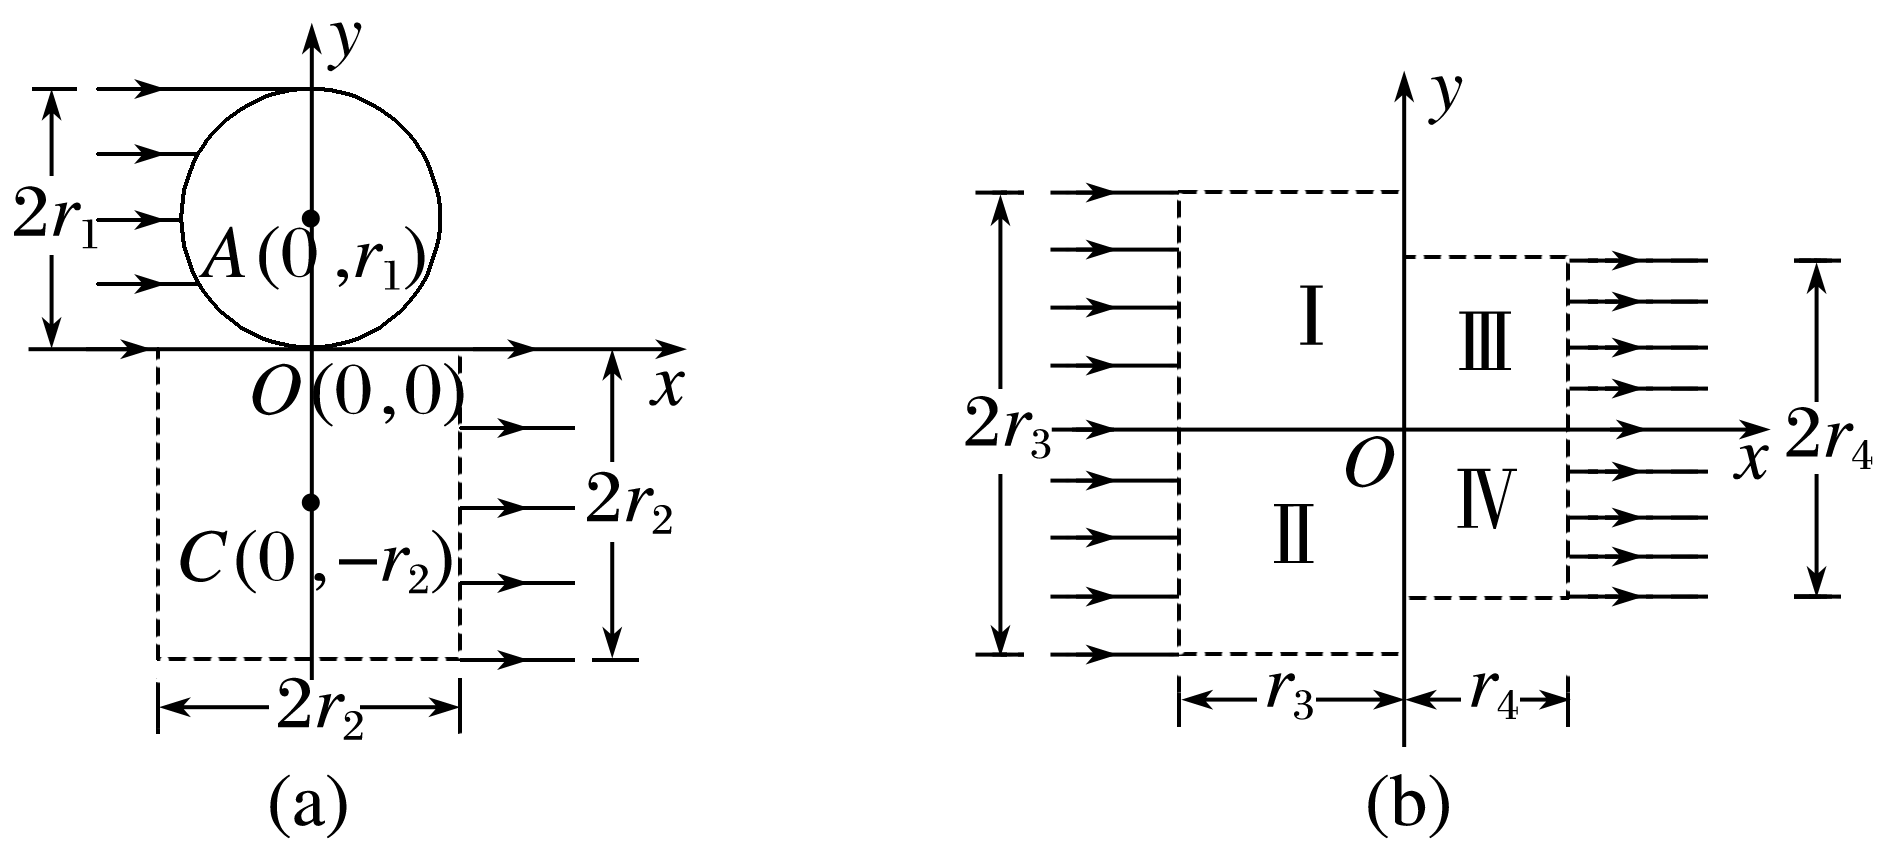 y
2r₁
A(0,r₁)
O(0,0)
x
2r₂
C(0,−r₂)
2r₂
(a)
y
Ⅰ
Ⅲ
2r₃
O
x
2r₄
Ⅱ
Ⅳ
r₃
r₄
(b)